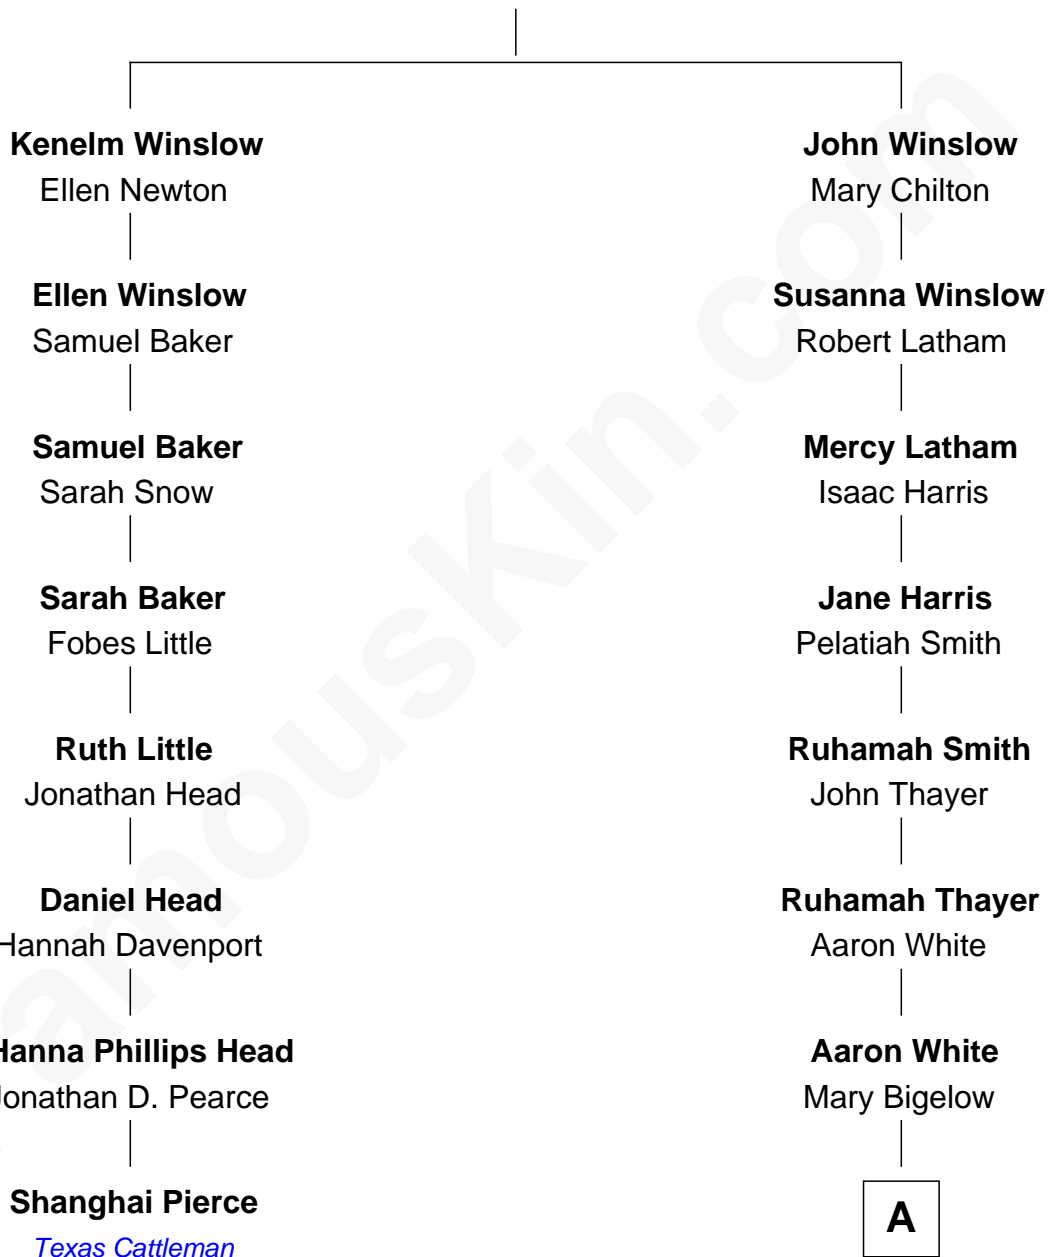 Kenelm Winslow
Ellen Newton
Ellen Winslow
Samuel Baker
Samuel Baker
Sarah Snow
Sarah Baker
Fobes Little
Ruth Little
Jonathan Head
Daniel Head
Hannah Davenport
Hanna Phillips Head
Jonathan D. Pearce
Shanghai Pierce
Texas Cattleman
John Winslow
Mary Chilton
Susanna Winslow
Robert Latham
Mercy Latham
Isaac Harris
Jane Harris
Pelatiah Smith
Ruhamah Smith
John Thayer
Ruhamah Thayer
Aaron White
Aaron White
Mary Bigelow
A
amousKin.com